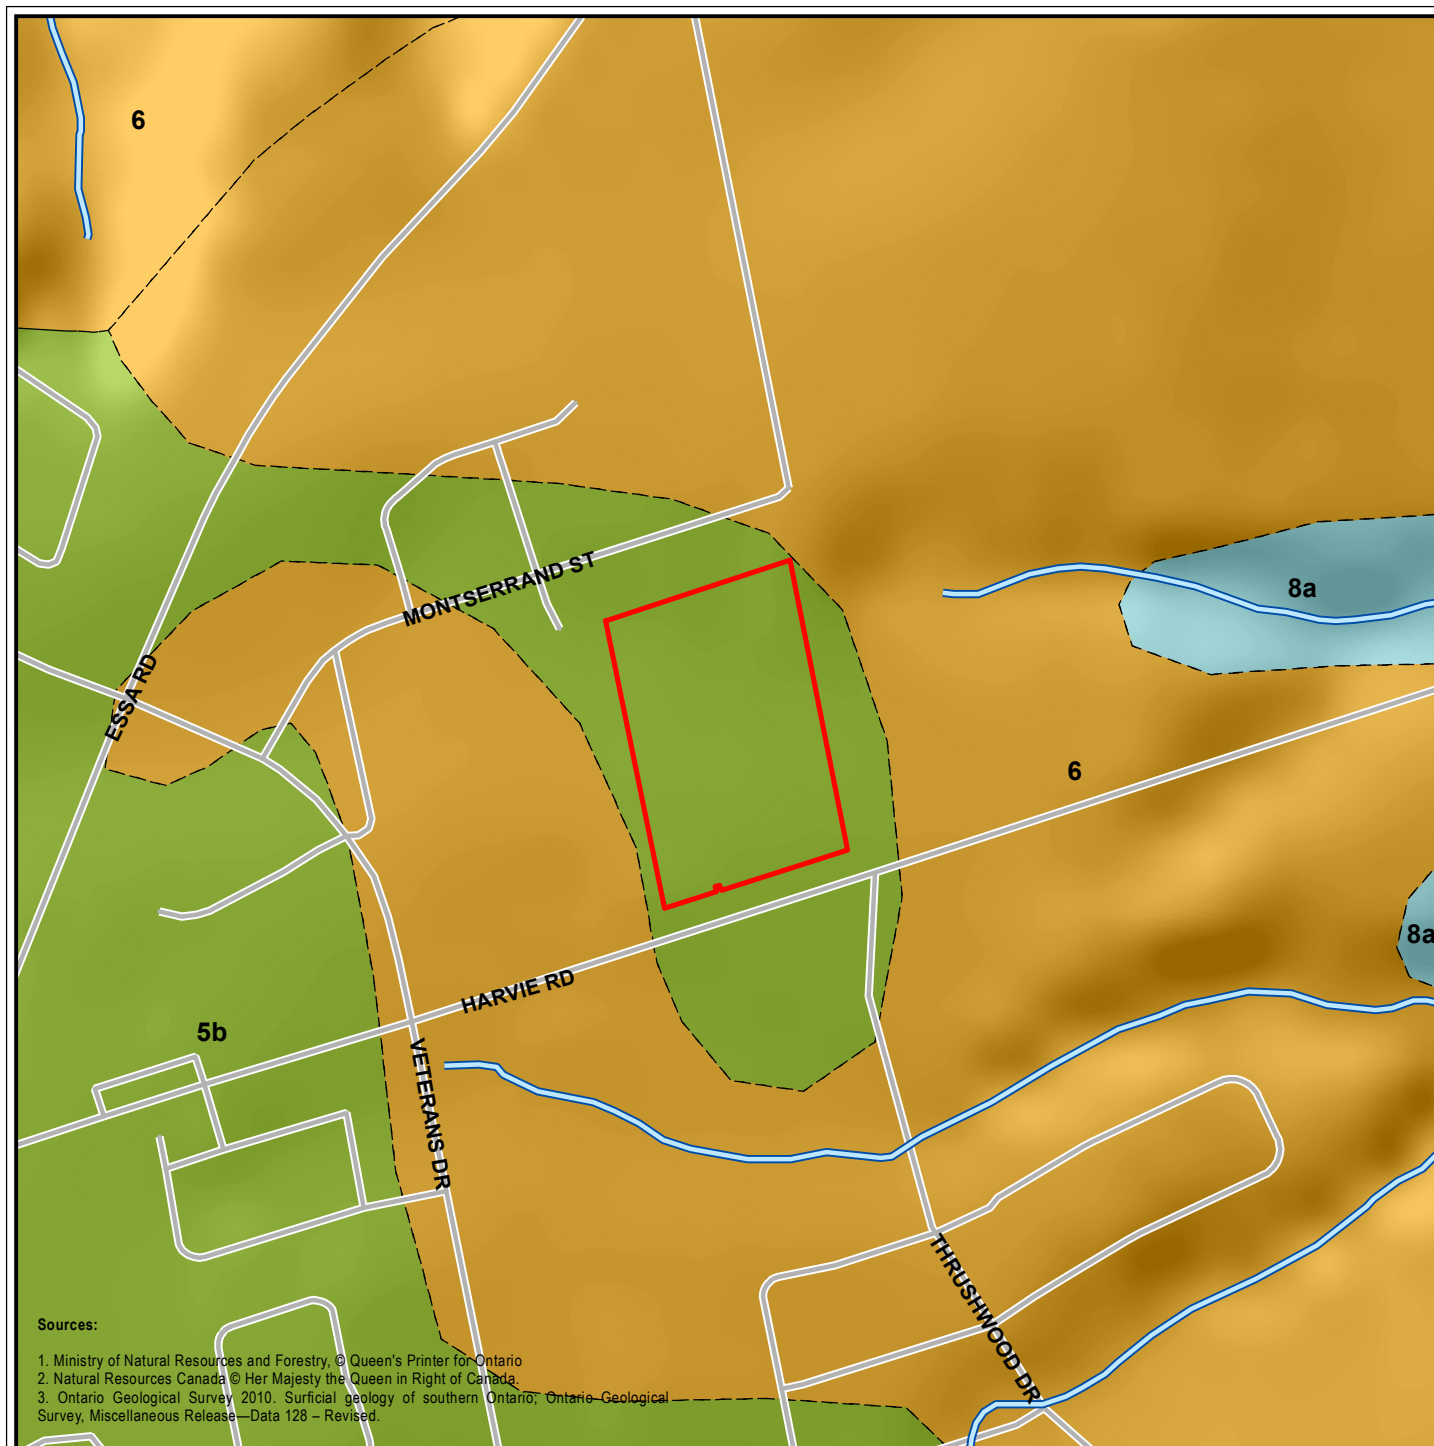 6
MONTSERRAND ST
8a
ESSA RD
6
8a
HARVIE RD
5b
VETERANS DR
THRUSHWOOD DR
Sources:
1. Ministry of Natural Resources and Forestry, © Queen's Printer for Ontario
2. Natural Resources Canada © Her Majesty the Queen in Right of Canada.
3. Ontario Geological Survey 2010. Surficial geology of southern Ontario; Ontario Geological
Survey, Miscellaneous Release—Data 128 – Revised.